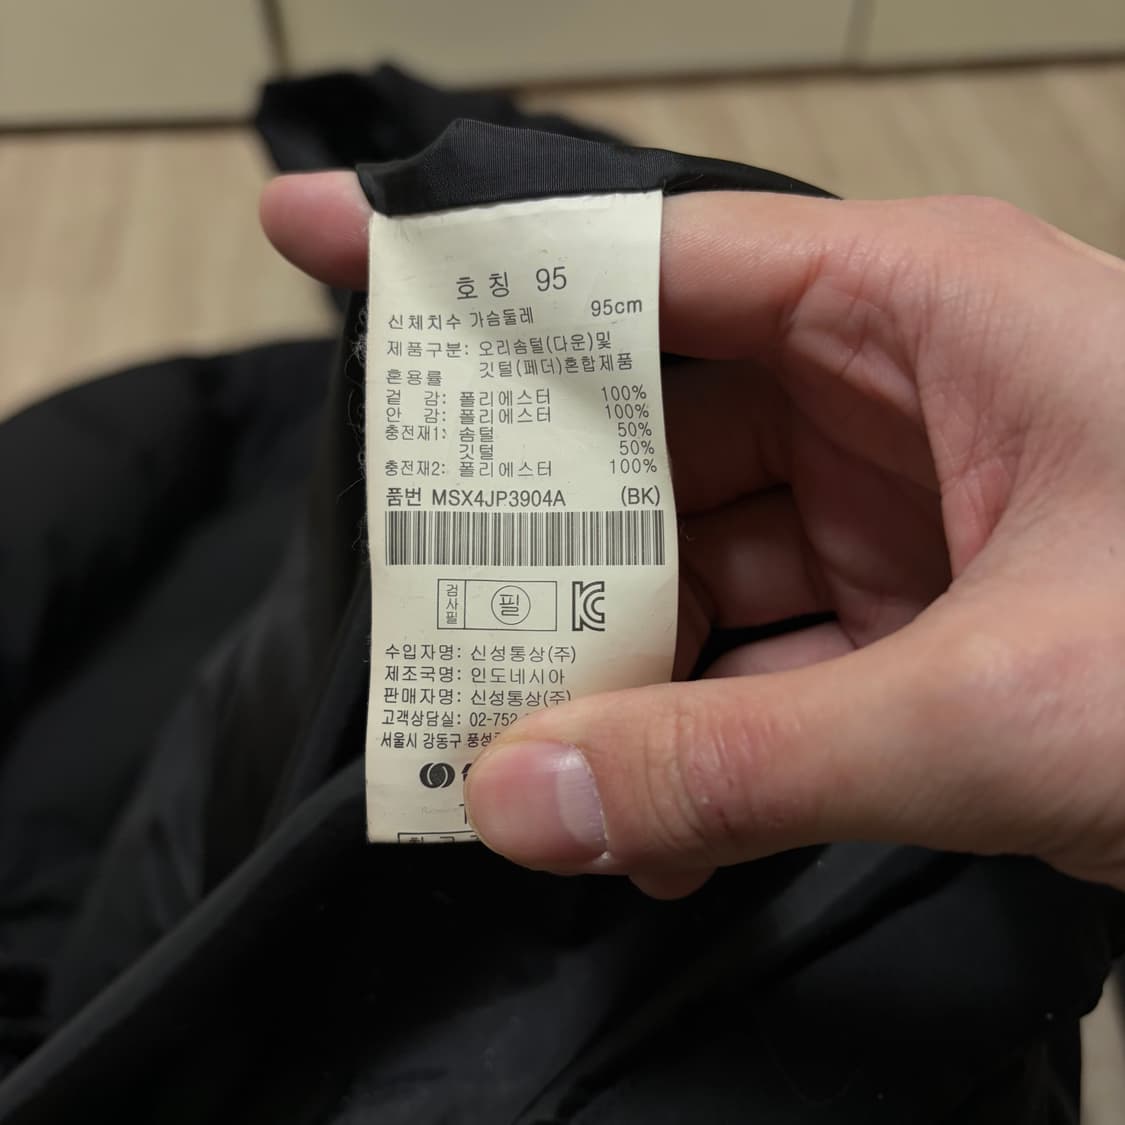 호칭 95
신체치수 가슴둘레 95cm
제품구분: 오리솜털(다운)및
깃털(페더)혼합제품
혼용률
겉 감: 폴리에스터 100%
안 감: 폴리에스터 100%
충전재1: 솜털 50%
깃털 50%
충전재2: 폴리에스터 100%
품번 MSX4JP3904A (BK)
검사필 필
KC
수입자명: 신성통상(주)
제조국명: 인도네시아
판매자명: 신성통상(주)
고객상담실: 02-752
서울시 강동구